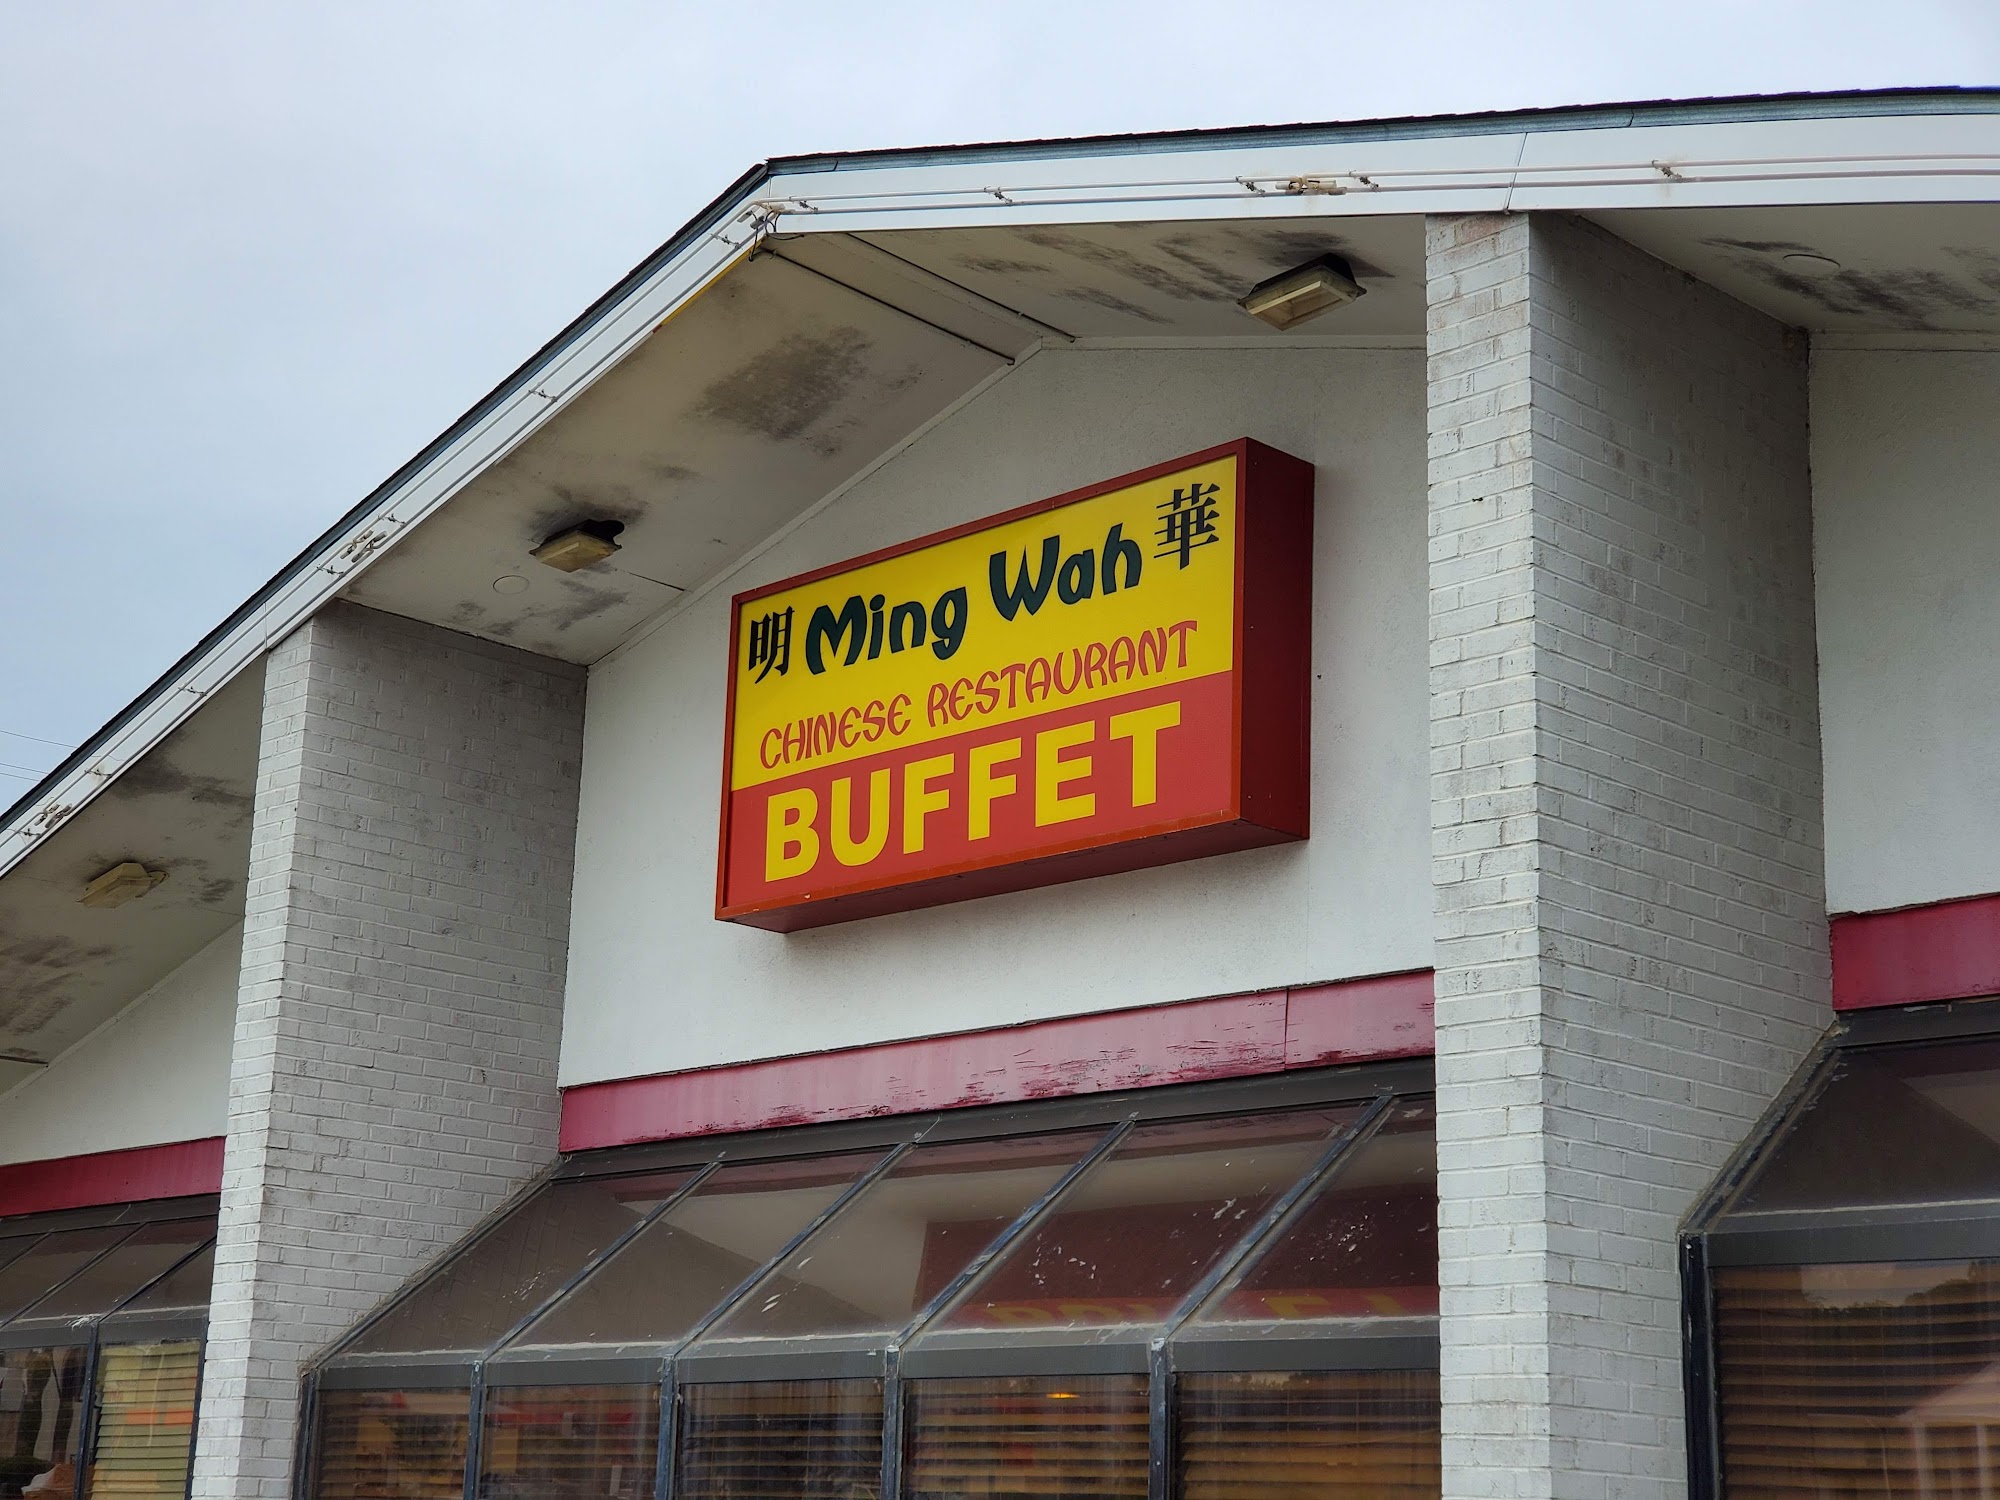 明 Ming Wah 華
CHINESE RESTAURANT
BUFFET